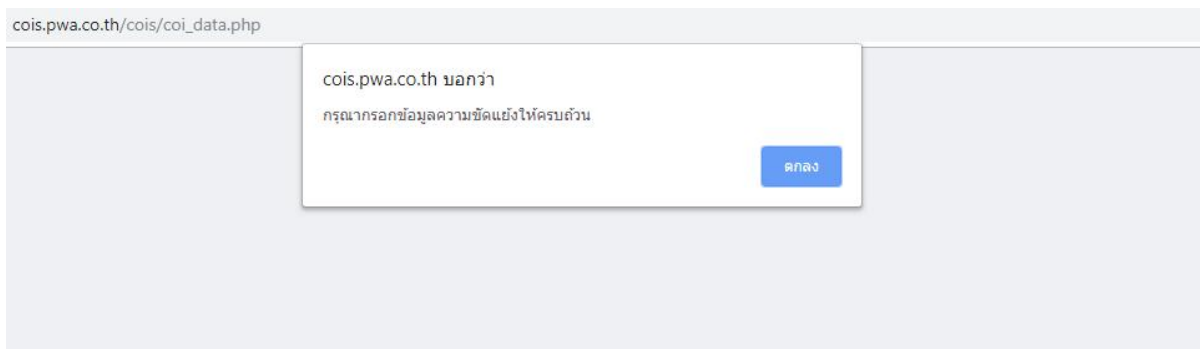 cois.pwa.co.th/cois/coi_data.php
cois.pwa.co.th บอกว่า
กรุณากรอกข้อมูลความขัดแย้งให้ครบถ้วน
ตกลง